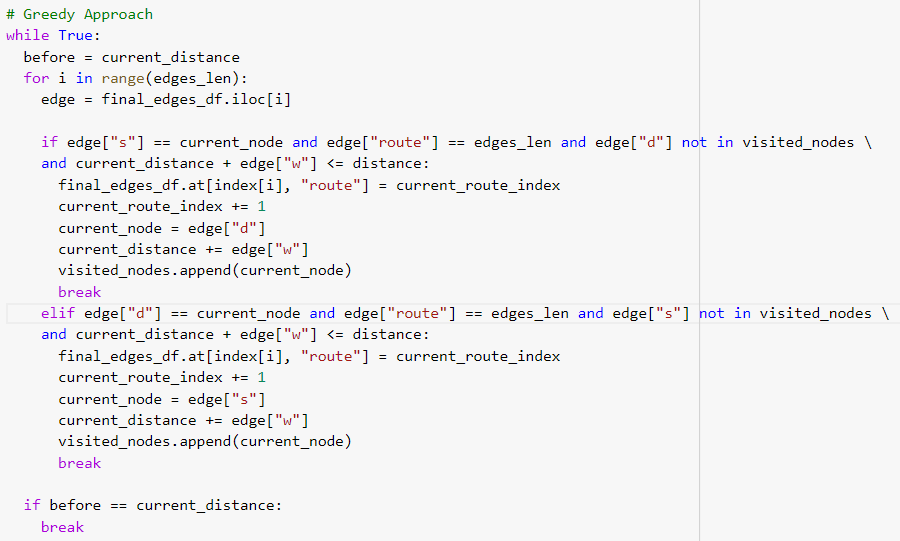 # Greedy Approach
while True:
  before = current_distance
  for i in range(edges_len):
    edge = final_edges_df.iloc[i]

    if edge["s"] == current_node and edge["route"] == edges_len and edge["d"] not in visited_nodes \
    and current_distance + edge["w"] <= distance:
      final_edges_df.at[index[i], "route"] = current_route_index
      current_route_index += 1
      current_node = edge["d"]
      current_distance += edge["w"]
      visited_nodes.append(current_node)
      break
    elif edge["d"] == current_node and edge["route"] == edges_len and edge["s"] not in visited_nodes \
    and current_distance + edge["w"] <= distance:
      final_edges_df.at[index[i], "route"] = current_route_index
      current_route_index += 1
      current_node = edge["s"]
      current_distance += edge["w"]
      visited_nodes.append(current_node)
      break

  if before == current_distance:
    break